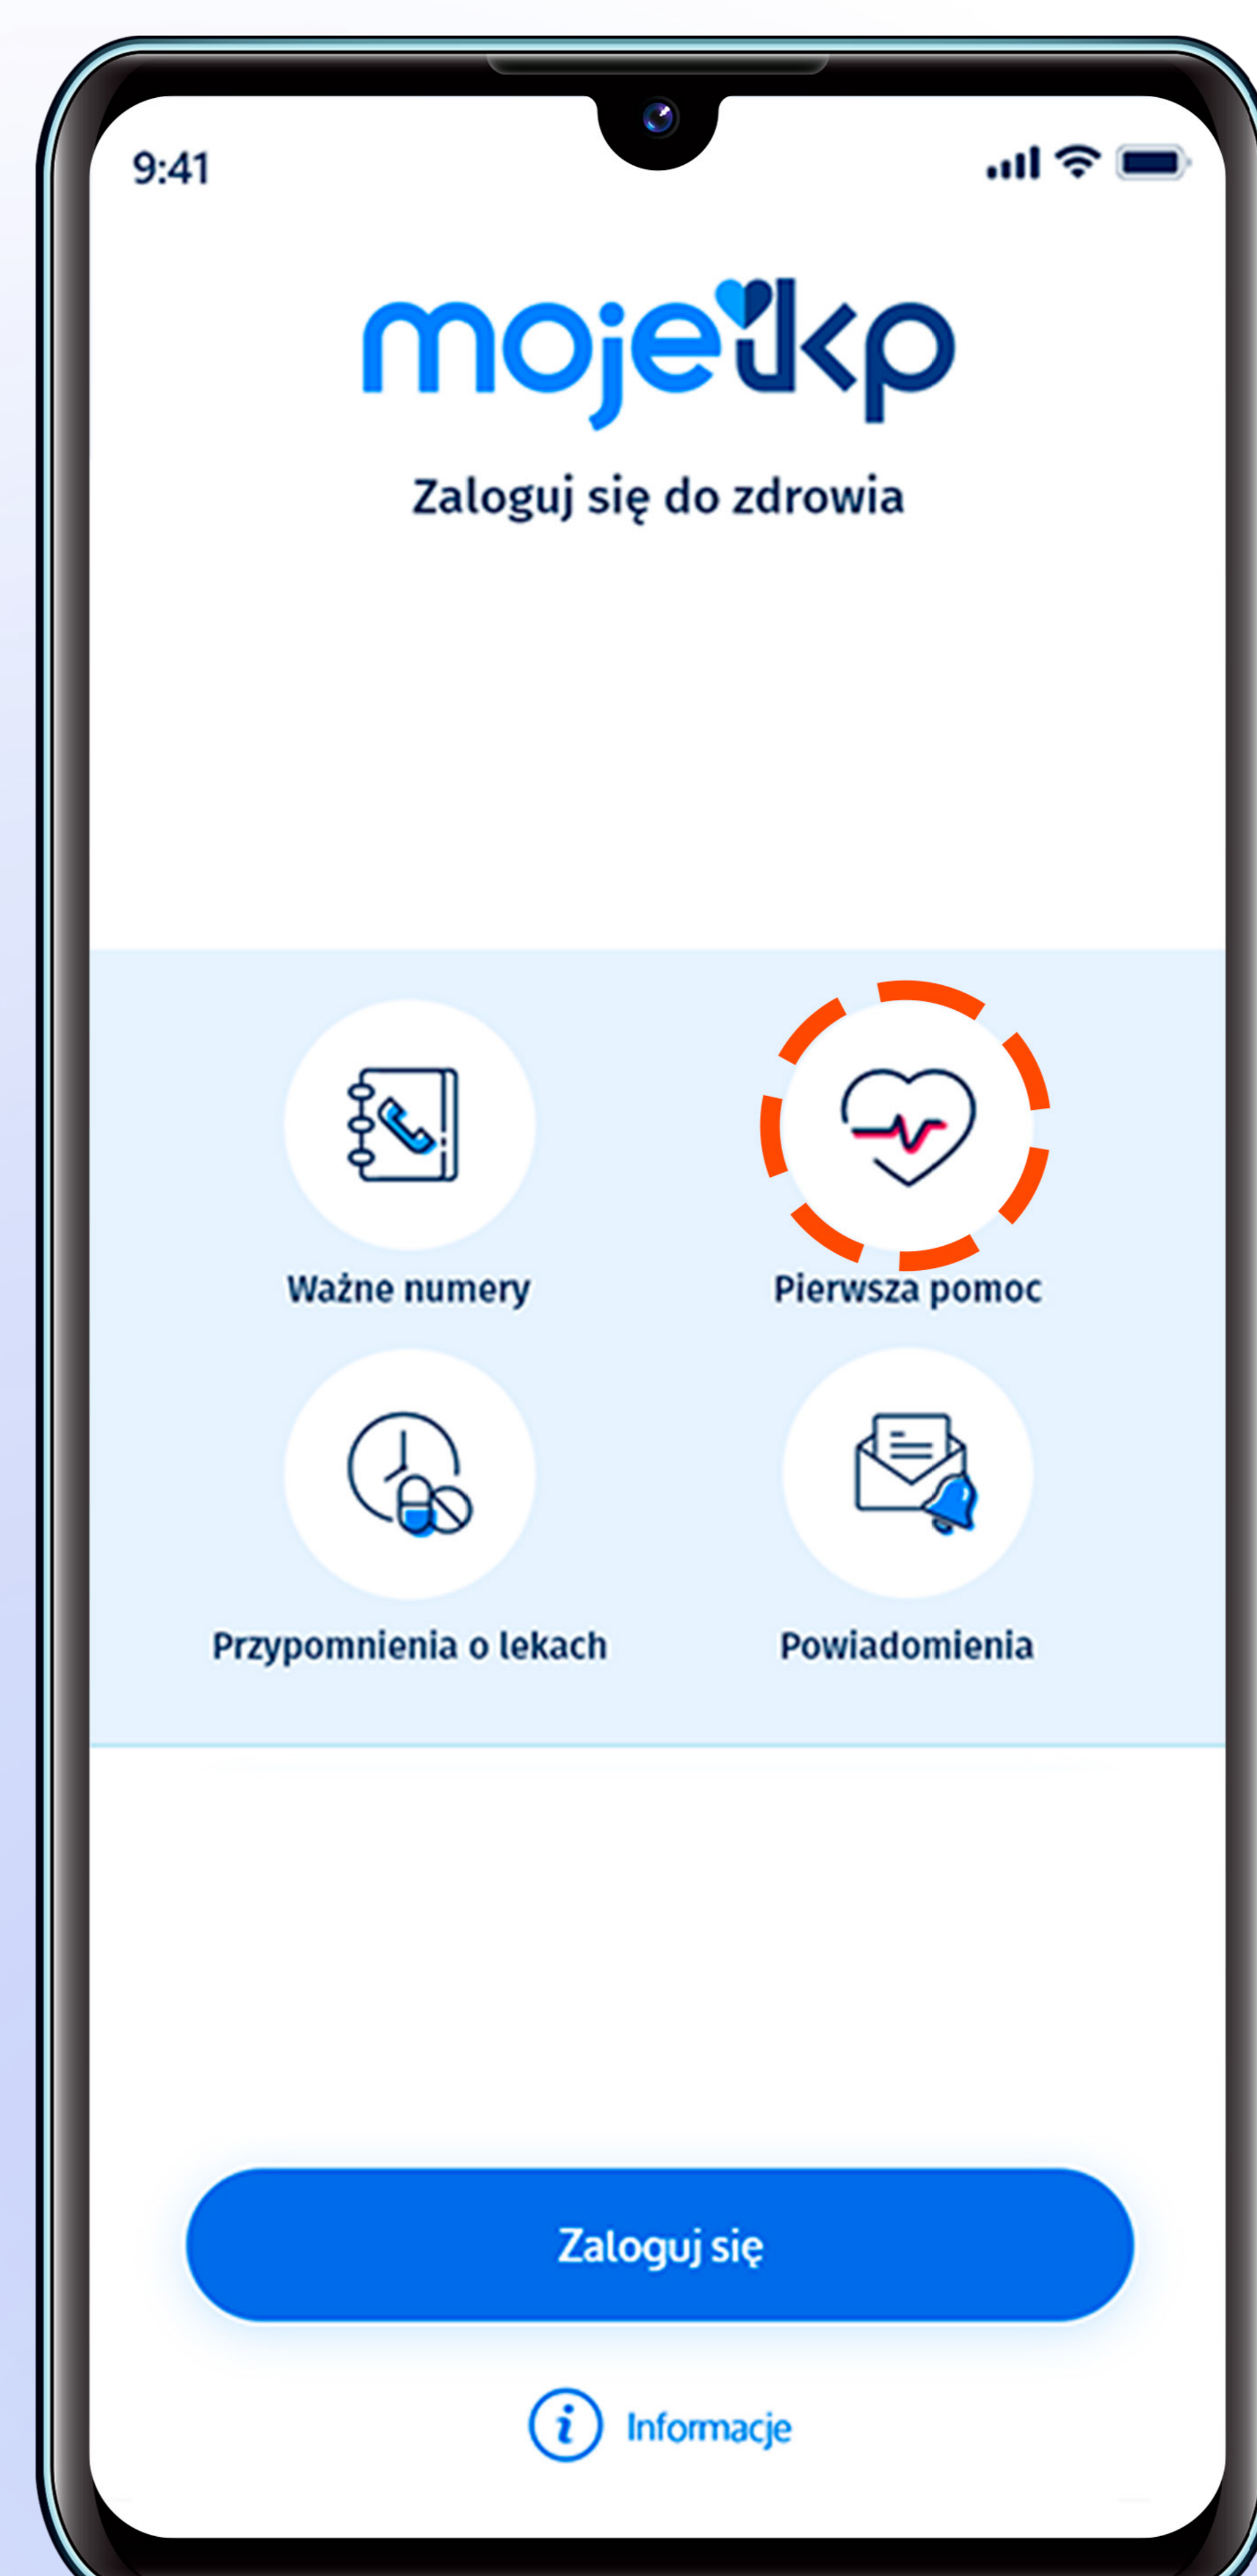 9:41
mojeikp
Zaloguj się do zdrowia
Ważne numery
Pierwsza pomoc
Przypomnienia o lekach
Powiadomienia
Zaloguj się
i Informacje